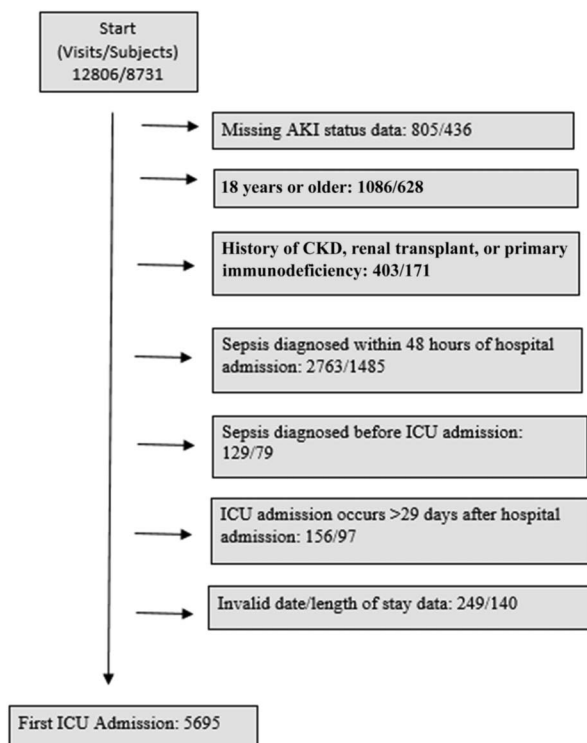 Start
(Visits/Subjects)
12806/8731
Missing AKI status data: 805/436
18 years or older: 1086/628
History of CKD, renal transplant, or primary
immunodeficiency: 403/171
Sepsis diagnosed within 48 hours of hospital
admission: 2763/1485
Sepsis diagnosed before ICU admission:
129/79
ICU admission occurs >29 days after hospital
admission: 156/97
Invalid date/length of stay data: 249/140
First ICU Admission: 5695